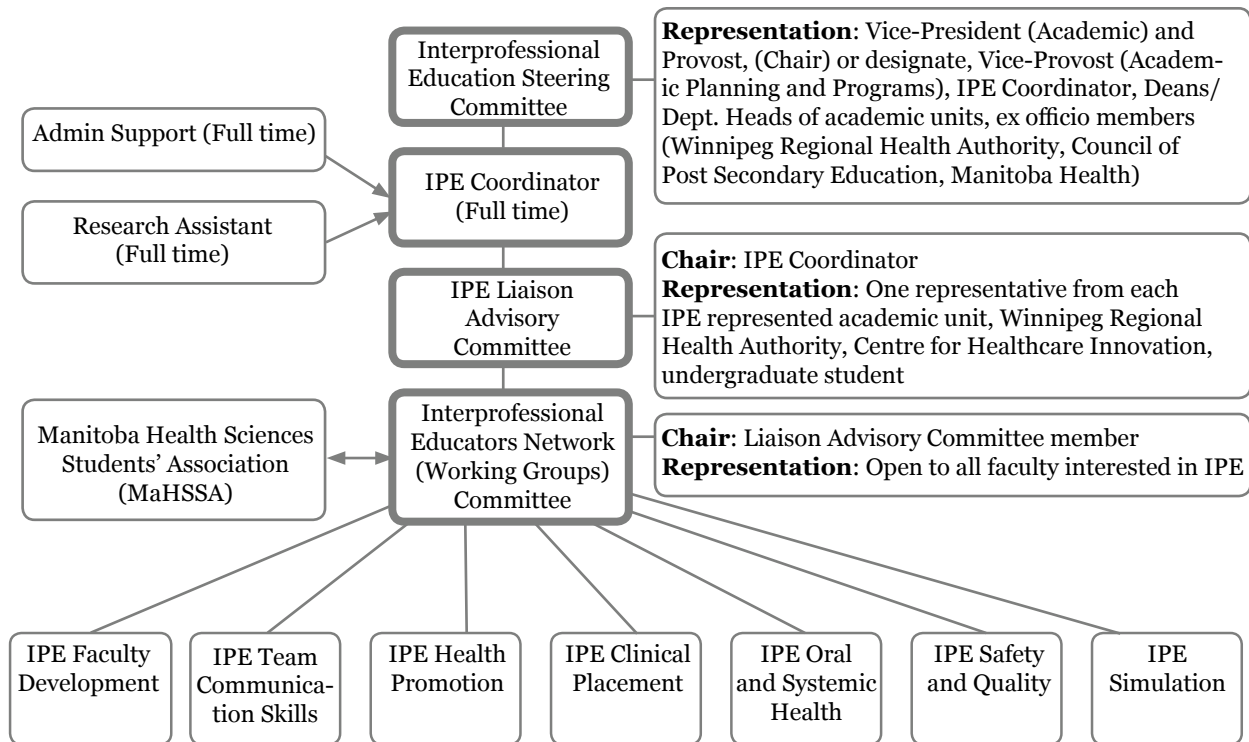 Interprofessional
Education Steering
Committee
Representation: Vice-President (Academic) and
Provost, (Chair) or designate, Vice-Provost (Academ-
ic Planning and Programs), IPE Coordinator, Deans/
Dept. Heads of academic units, ex officio members
(Winnipeg Regional Health Authority, Council of
Post Secondary Education, Manitoba Health)
Admin Support (Full time)
IPE Coordinator
(Full time)
Research Assistant
(Full time)
IPE Liaison
Advisory
Committee
Chair: IPE Coordinator
Representation: One representative from each
IPE represented academic unit, Winnipeg Regional
Health Authority, Centre for Healthcare Innovation,
undergraduate student
Manitoba Health Sciences
Students’ Association
(MaHSSA)
Interprofessional
Educators Network
(Working Groups)
Committee
Chair: Liaison Advisory Committee member
Representation: Open to all faculty interested in IPE
IPE Faculty
Development
IPE Team
Communica-
tion Skills
IPE Health
Promotion
IPE Clinical
Placement
IPE Oral
and Systemic
Health
IPE Safety
and Quality
IPE
Simulation